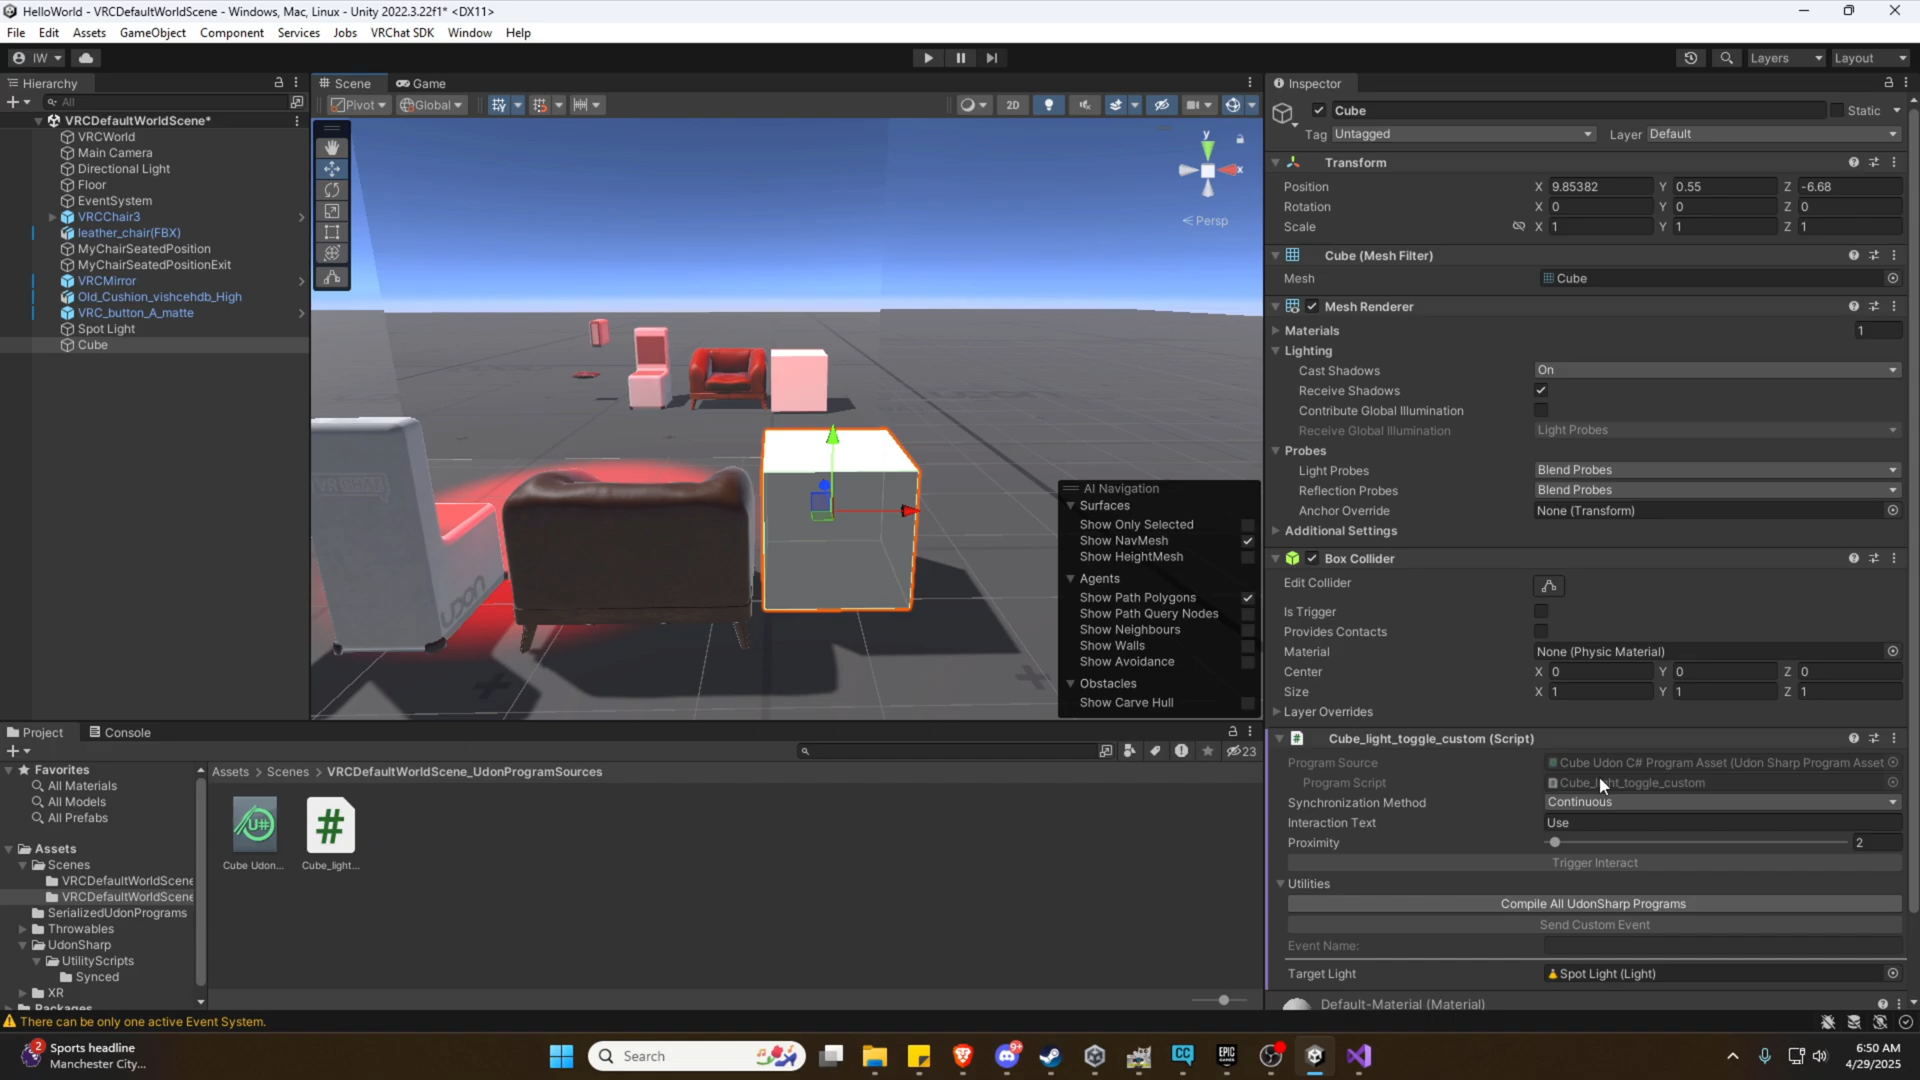 HelloWorld - VRCDefaultWorldScene - Windows, Mac, Linux - Unity 2022.3.22f1* <DX11>
File Edit Assets GameObject Component Services Jobs VRChat SDK Window Help
IW
Layers Layout
Hierarchy
All
VRCDefaultWorldScene*
VRCWorld
Main Camera
Directional Light
Floor
EventSystem
VRCChair3
leather_chair(FBX)
MyChairSeatedPosition
MyChairSeatedPositionExit
VRCMirror
Old_Cushion_vishcehdb_High
VRC_button_A_matte
Spot Light
Cube
Scene Game
Pivot Global
2D
y
x
Persp
udon
AI Navigation
Surfaces
Show Only Selected
Show NavMesh
Show HeightMesh
Agents
Show Path Polygons
Show Path Query Nodes
Show Neighbours
Show Walls
Show Avoidance
Obstacles
Show Carve Hull
Inspector
Cube Static
Tag Untagged Layer Default
Transform
Position X 9.85382 Y 0.55 Z -6.68
Rotation X 0 Y 0 Z 0
Scale X 1 Y 1 Z 1
Cube (Mesh Filter)
Mesh Cube
Mesh Renderer
Materials 1
Lighting
Cast Shadows On
Receive Shadows
Contribute Global Illumination
Receive Global Illumination Light Probes
Probes
Light Probes Blend Probes
Reflection Probes Blend Probes
Anchor Override None (Transform)
Additional Settings
Box Collider
Edit Collider
Is Trigger
Provides Contacts
Material None (Physic Material)
Center X 0 Y 0 Z 0
Size X 1 Y 1 Z 1
Layer Overrides
Cube_light_toggle_custom (Script)
Program Source Cube Udon C# Program Asset (Udon Sharp Program Asset
Program Script Cube_light_toggle_custom
Synchronization Method Continuous
Interaction Text Use
Proximity 2
Trigger Interact
Utilities
Compile All UdonSharp Programs
Send Custom Event
Event Name:
Target Light Spot Light (Light)
Default-Material (Material)
Project Console
23
Favorites
All Materials
All Models
All Prefabs
Assets
Scenes
VRCDefaultWorldScene
VRCDefaultWorldScene
SerializedUdonPrograms
Throwables
UdonSharp
UtilityScripts
Synced
XR
Packages
Assets > Scenes > VRCDefaultWorldScene_UdonProgramSources
U#
Cube Udon... Cube_light...
There can be only one active Event System.
2
Sports headline
Manchester City...
Search
9+
CC
EPIC
6:50 AM
4/29/2025